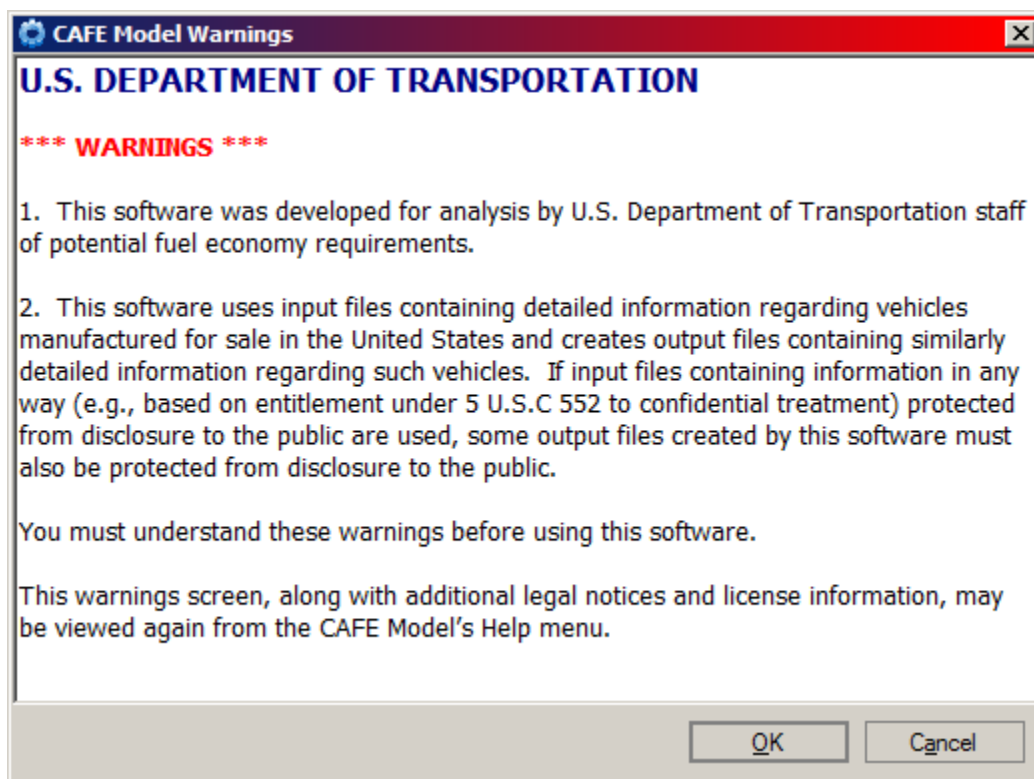 CAFE Model Warnings
U.S. DEPARTMENT OF TRANSPORTATION
*** WARNINGS ***
1.  This software was developed for analysis by U.S. Department of Transportation staff
of potential fuel economy requirements.
2.  This software uses input files containing detailed information regarding vehicles
manufactured for sale in the United States and creates output files containing similarly
detailed information regarding such vehicles.  If input files containing information in any
way (e.g., based on entitlement under 5 U.S.C 552 to confidential treatment) protected
from disclosure to the public are used, some output files created by this software must
also be protected from disclosure to the public.
You must understand these warnings before using this software.
This warnings screen, along with additional legal notices and license information, may
be viewed again from the CAFE Model’s Help menu.
OK
Cancel